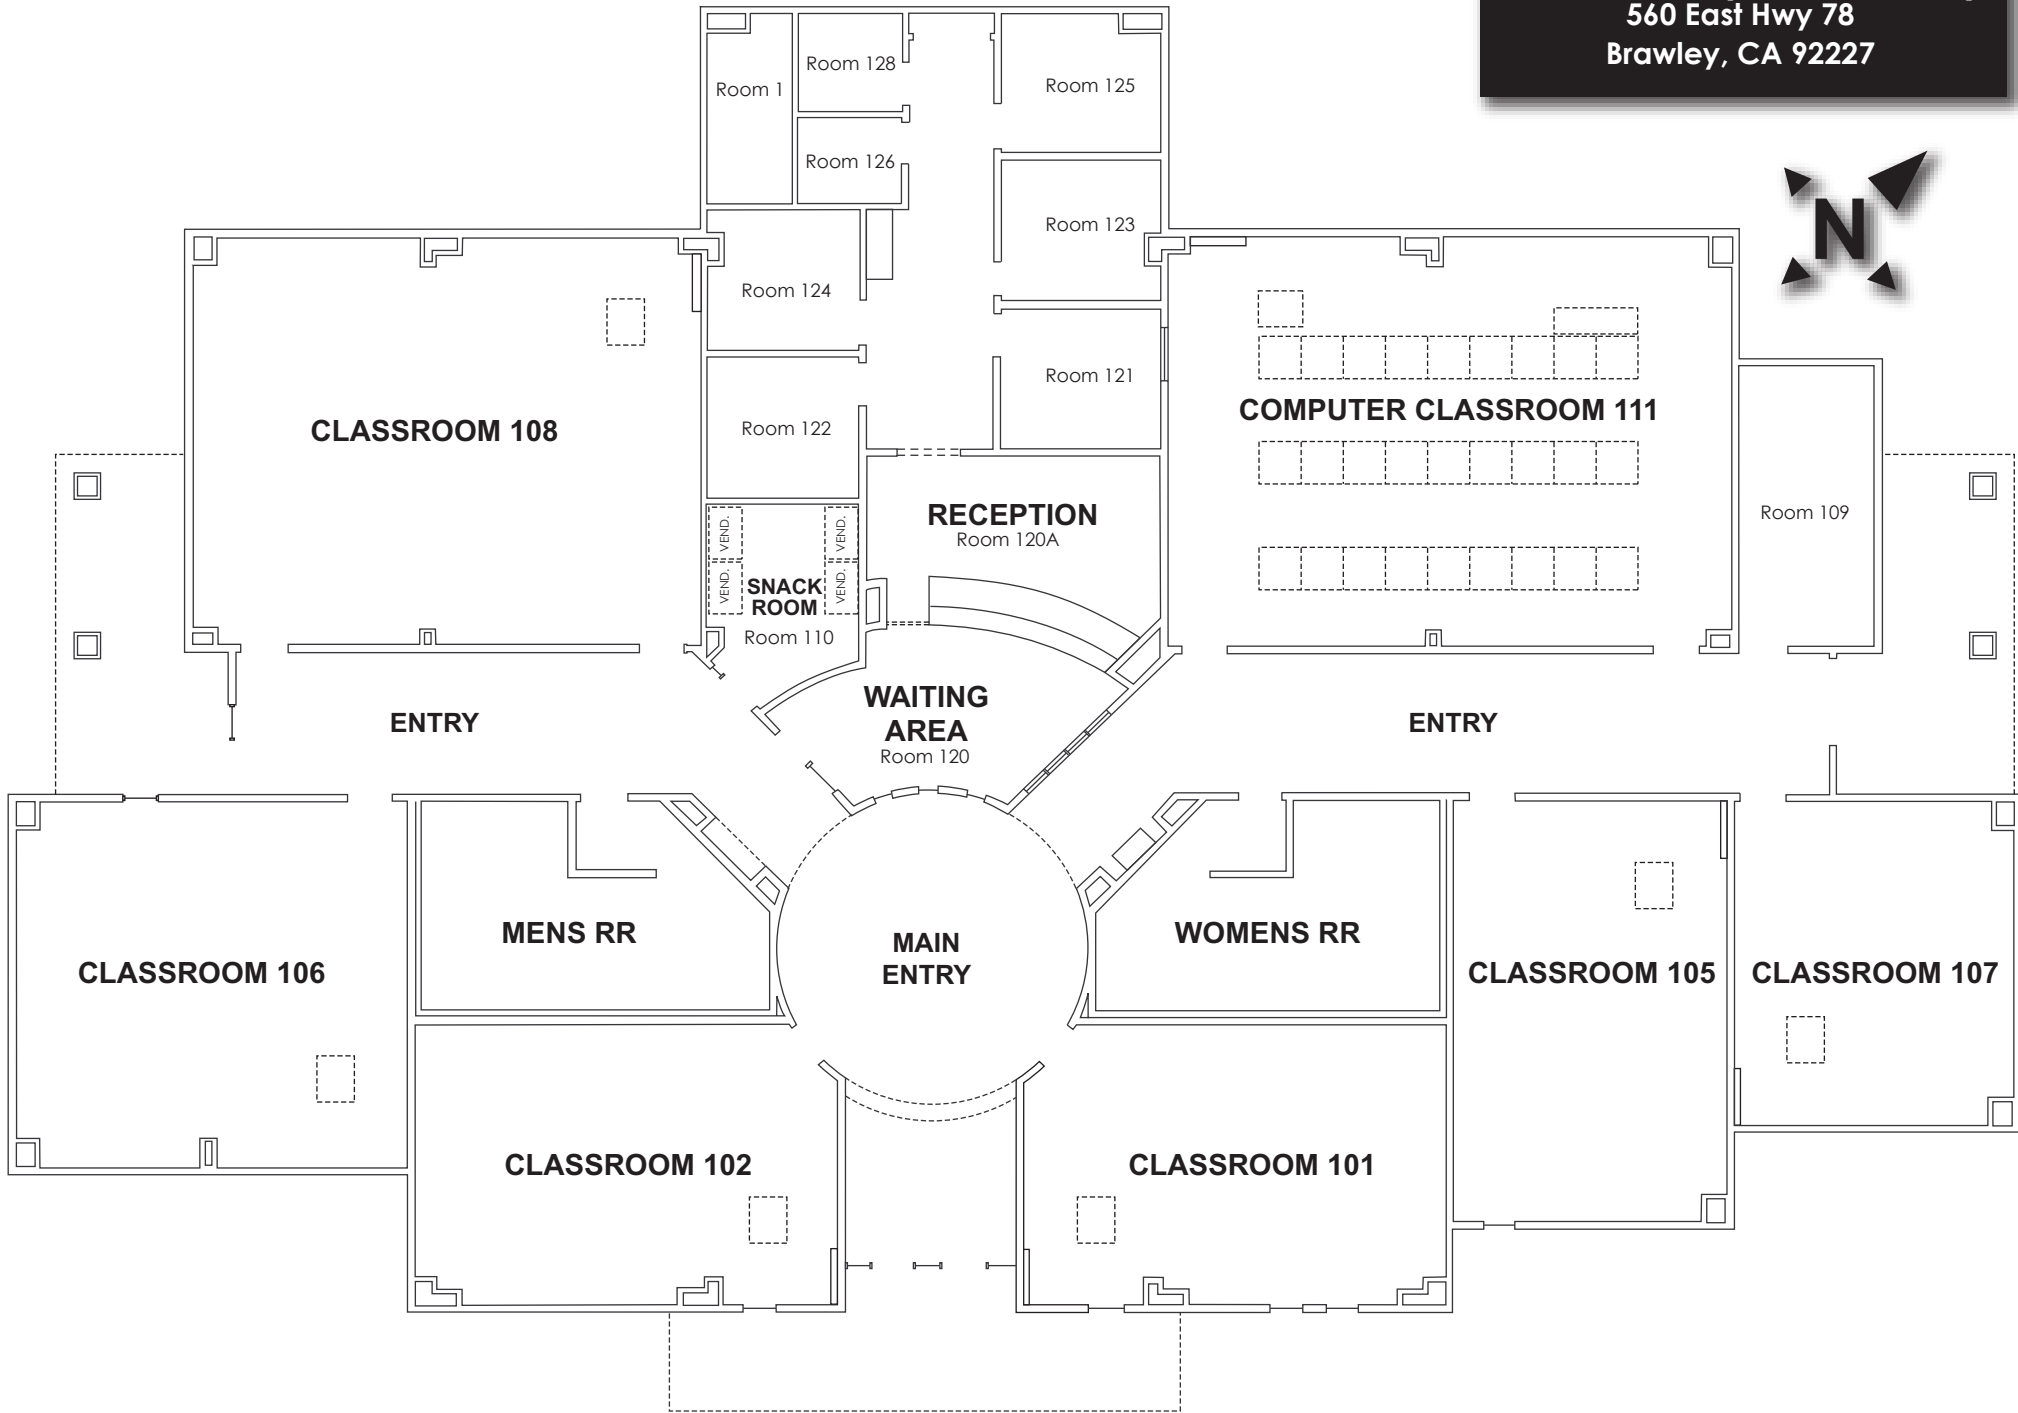 560 East Hwy 78
Brawley, CA 92227
N
Room 1
Room 128
Room 126
Room 125
Room 123
Room 124
Room 121
Room 122
CLASSROOM 108
COMPUTER CLASSROOM 111
Room 109
RECEPTION
Room 120A
VEND.
VEND.
VEND.
VEND.
SNACK
ROOM
Room 110
WAITING
AREA
Room 120
ENTRY
ENTRY
MENS RR
WOMENS RR
MAIN
ENTRY
CLASSROOM 106
CLASSROOM 105
CLASSROOM 107
CLASSROOM 102
CLASSROOM 101